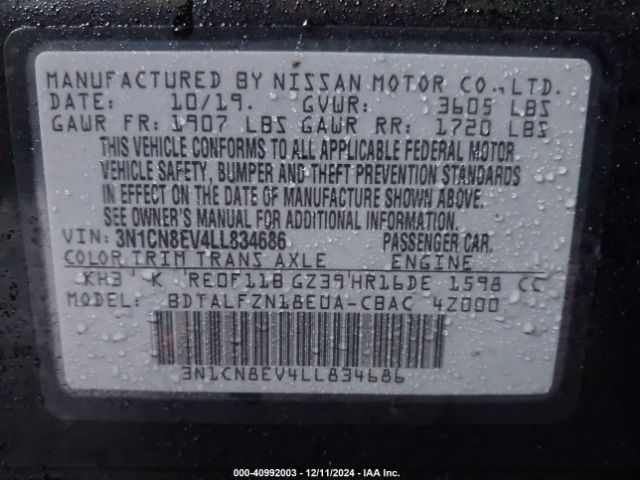 MANUFACTURED BY NISSAN MOTOR CO.,LTD.
DATE: 10/19. GVWR: 3605 LBS
GAWR FR: 1907 LBS GAWR RR: 1720 LBS
THIS VEHICLE CONFORMS TO ALL APPLICABLE FEDERAL MOTOR
VEHICLE SAFETY, BUMPER AND THEFT PREVENTION STANDARDS
IN EFFECT ON THE DATE OF MANUFACTURE SHOWN ABOVE.
SEE OWNER'S MANUAL FOR ADDITIONAL INFORMATION.
VIN: 3N1CN8EV4LL834686 PASSENGER CAR.
COLOR TRIM TRANS AXLE ENGINE
KH3 K RE0F11B GZ39 HR16DE 1598 CC
MODEL: BDTALFZN18EUA-CBAC 4Z000
3N1CN8EV4LL834686
000-40992003 - 12/11/2024 - IAA Inc.